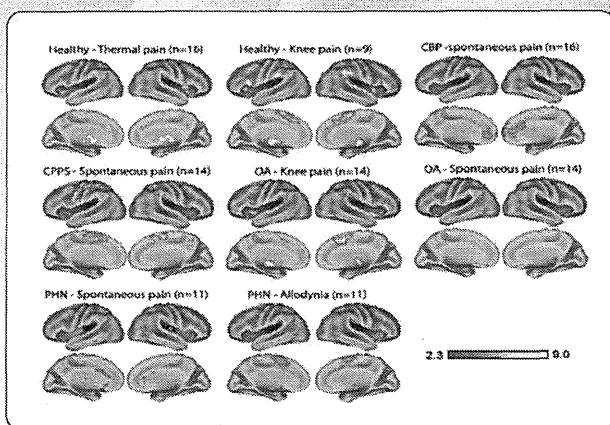 Healthy - Thermal pain (n=16)
Healthy - Knee pain (n=9)
CBP -spontaneous pain (n=16)
CPPS - Spontaneous pain (n=14)
OA - Knee pain (n=14)
OA - Spontaneous pain (n=14)
PHN - Spontaneous pain (n=11)
PHN - Allodynia (n=11)
2.3
9.0